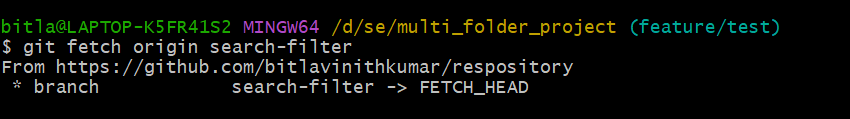 bitla@LAPTOP-K5FR41S2 MINGW64 /d/se/multi_folder_project (feature/test)
$ git fetch origin search-filter
From https://github.com/bitlavinithkumar/respository
 * branch            search-filter -> FETCH_HEAD